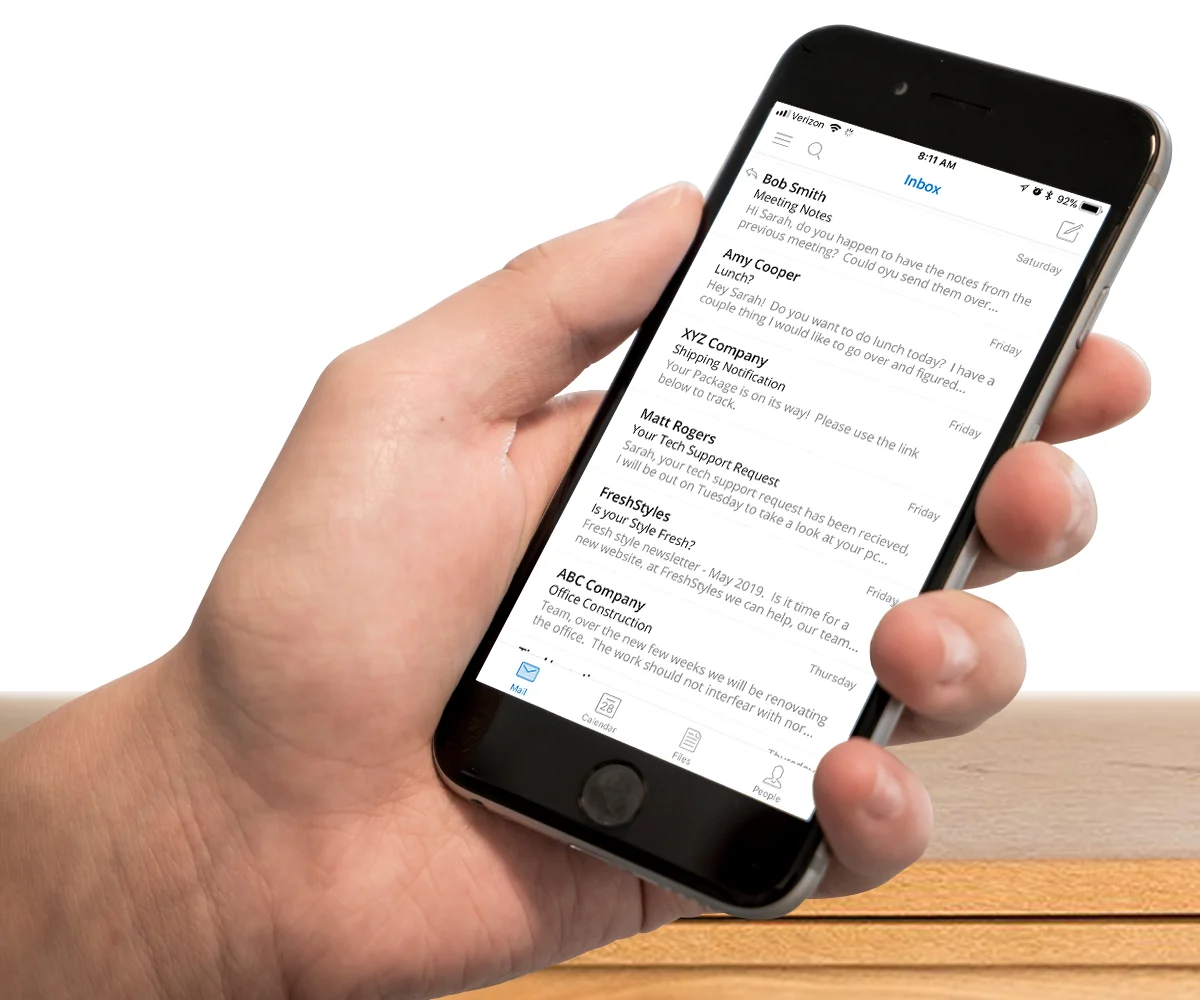 Verizon
8:11 AM
92%
Inbox
Bob Smith
Meeting Notes
Saturday
Hi Sarah, do you happen to have the notes from the
previous meeting? Could oyu send them over...
Amy Cooper
Lunch?
Friday
Hey Sarah! Do you want to do lunch today? I have a
couple thing I would like to go over and figured...
XYZ Company
Shipping Notification
Friday
Your Package is on its way! Please use the link
below to track.
Matt Rogers
Your Tech Support Request
Friday
Sarah, your tech support request has been recieved,
I will be out on Tuesday to take a look at your pc...
FreshStyles
Is your Style Fresh?
Friday
Fresh Style newsletter - May 2019. Is it time for a
new website, at FreshStyles we can help, our team...
ABC Company
Office Construction
Thursday
Team, over the new few weeks we will be renovating
the office. The work should not interfear with nor...
Mail
28
Calendar
Files
People